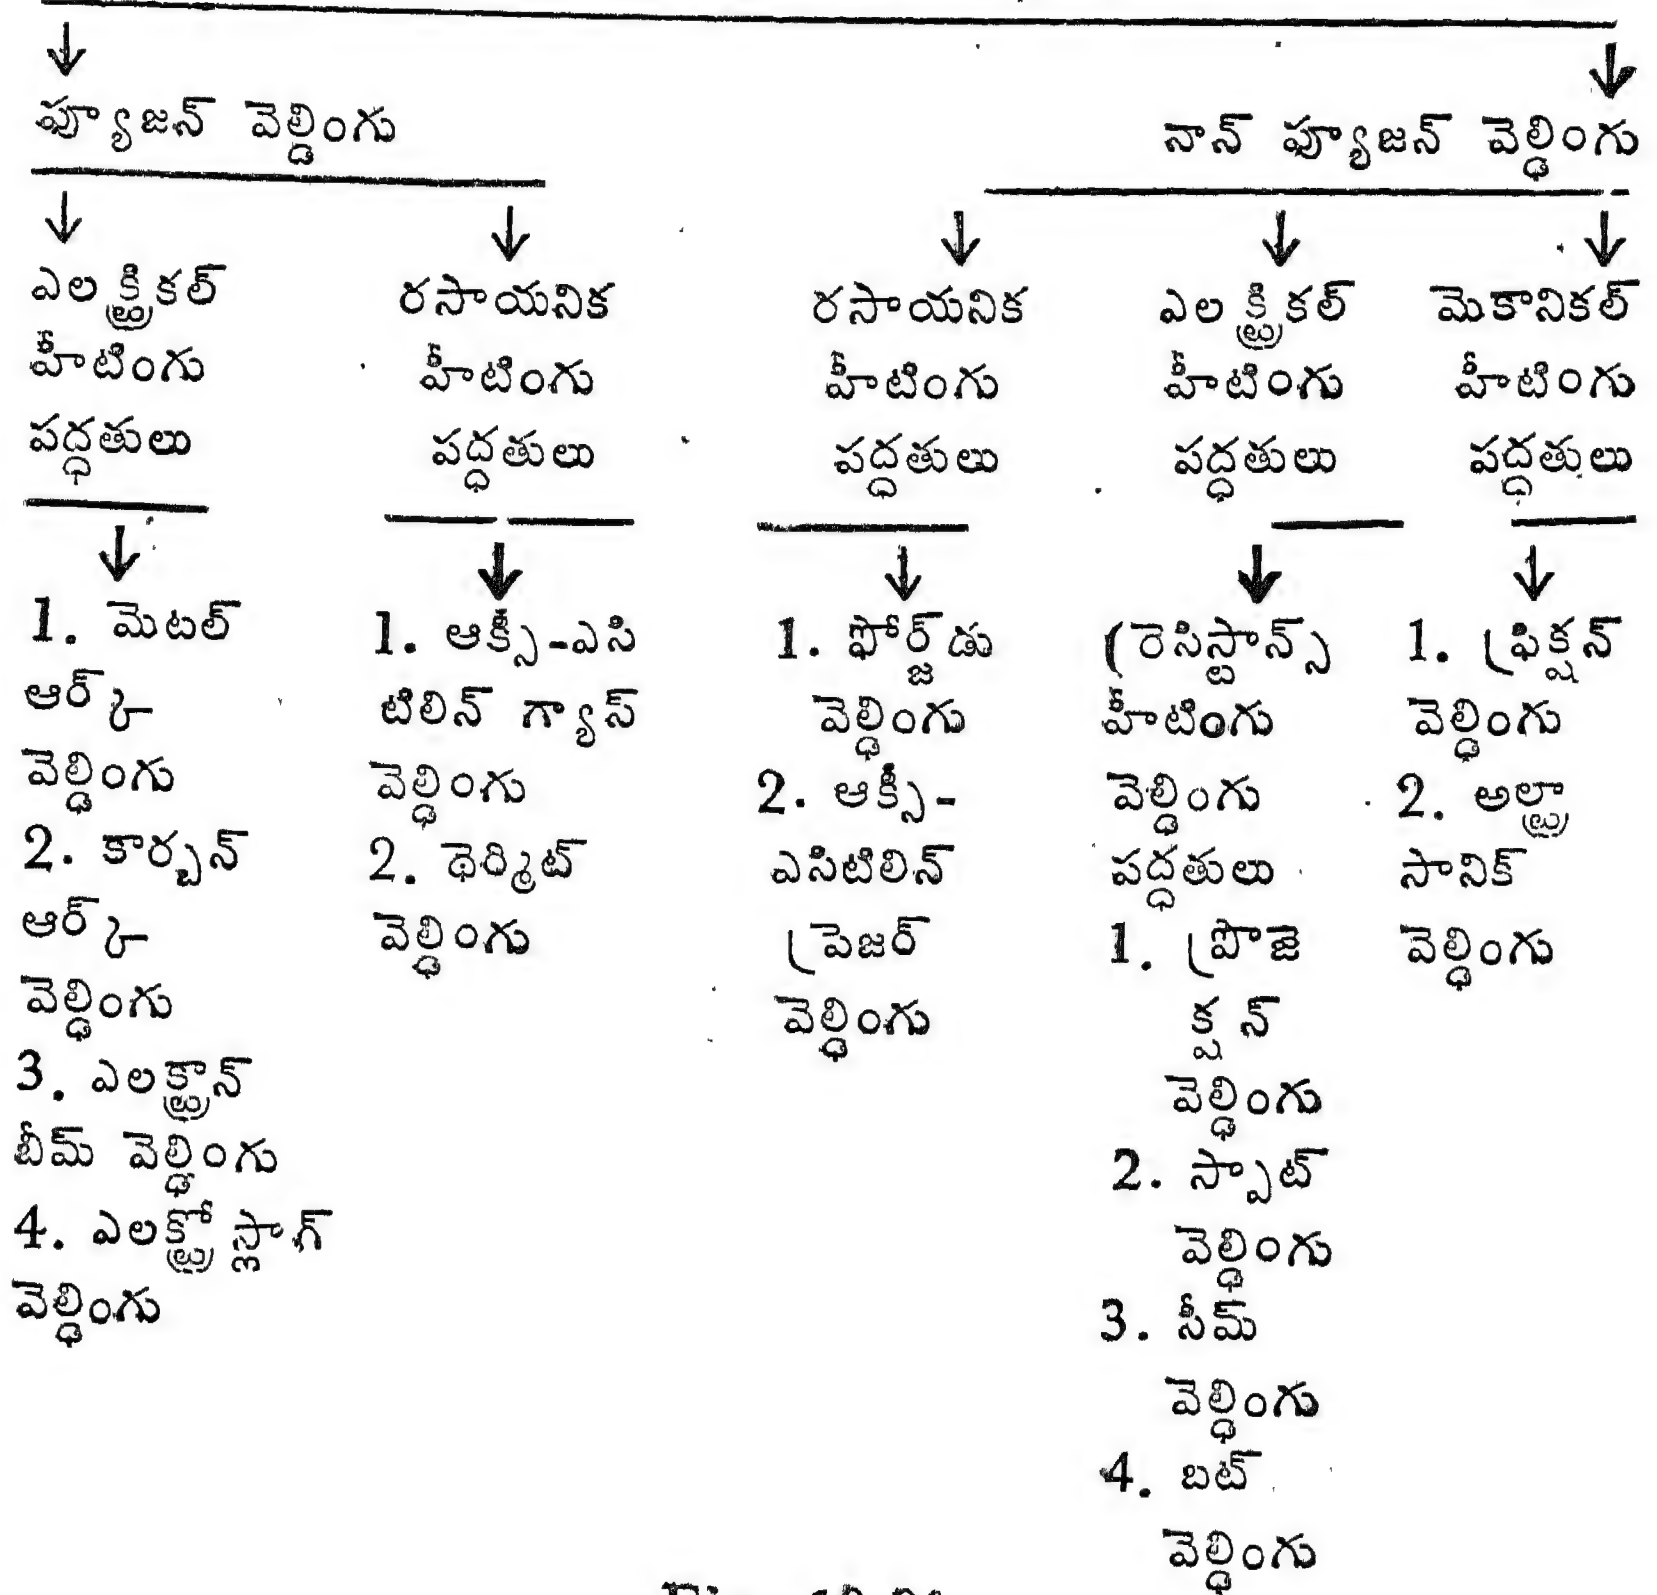 ఫ్యూజన్ వెల్డింగు
నాన్ ఫ్యూజన్ వెల్డింగు
ఎలక్ట్రికల్
హీటింగు
పద్ధతులు
1. మెటల్
ఆర్క్
వెల్డింగు
2. కార్బన్
ఆర్క్
వెల్డింగు
3. ఎలక్ట్రాన్
బీమ్ వెల్డింగు
4. ఎలక్ట్రో స్లాగ్
వెల్డింగు
రసాయనిక
హీటింగు
పద్ధతులు
1. ఆక్సీ-ఎసి
టిలిన్ గ్యాస్
వెల్డింగు
2. థెర్మిట్
వెల్డింగు
రసాయనిక
హీటింగు
పద్ధతులు
1. ఫోర్జ్‌డు
వెల్డింగు
2. ఆక్సీ-
ఎసిటిలిన్
ప్రెజర్
వెల్డింగు
ఎలక్ట్రికల్
హీటింగు
పద్ధతులు
(రెసిస్టాన్స్
హీటింగు
వెల్డింగు
పద్ధతులు
1. ప్రొజె
క్షన్
వెల్డింగు
2. స్పాట్
వెల్డింగు
3. సీమ్
వెల్డింగు
4. బట్
వెల్డింగు
మెకానికల్
హీటింగు
పద్ధతులు
1. ఫ్రిక్షన్
వెల్డింగు
2. అల్ట్రా
సానిక్
వెల్డింగు